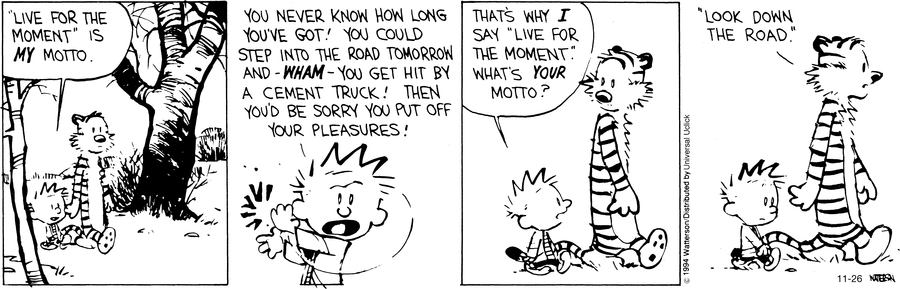 "LIVE FOR THE
MOMENT" IS
MY MOTTO.
YOU NEVER KNOW HOW LONG
YOU'VE GOT! YOU COULD
STEP INTO THE ROAD TOMORROW
AND -WHAM- YOU GET HIT BY
A CEMENT TRUCK! THEN
YOU'D BE SORRY YOU PUT OFF
YOUR PLEASURES!
THAT'S WHY I
SAY "LIVE FOR
THE MOMENT."
WHAT'S YOUR
MOTTO?
© 1994 Watterson/Distributed by Universal Uclick
"LOOK DOWN
THE ROAD."
11-26 WATTERSON